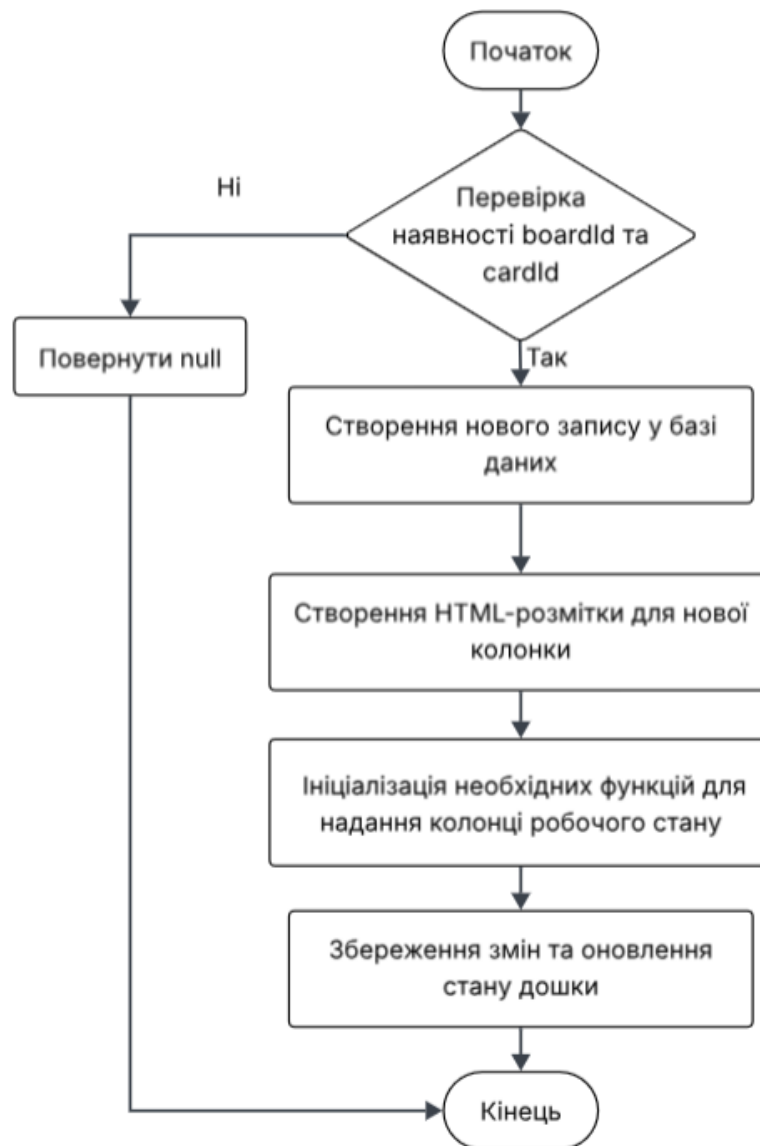 Початок
Перевірка
наявності boardId та
cardId
Ні
Так
Повернути null
Створення нового запису у базі
даних
Створення HTML-розмітки для нової
колонки
Ініціалізація необхідних функцій для
надання колонці робочого стану
Збереження змін та оновлення
стану дошки
Кінець